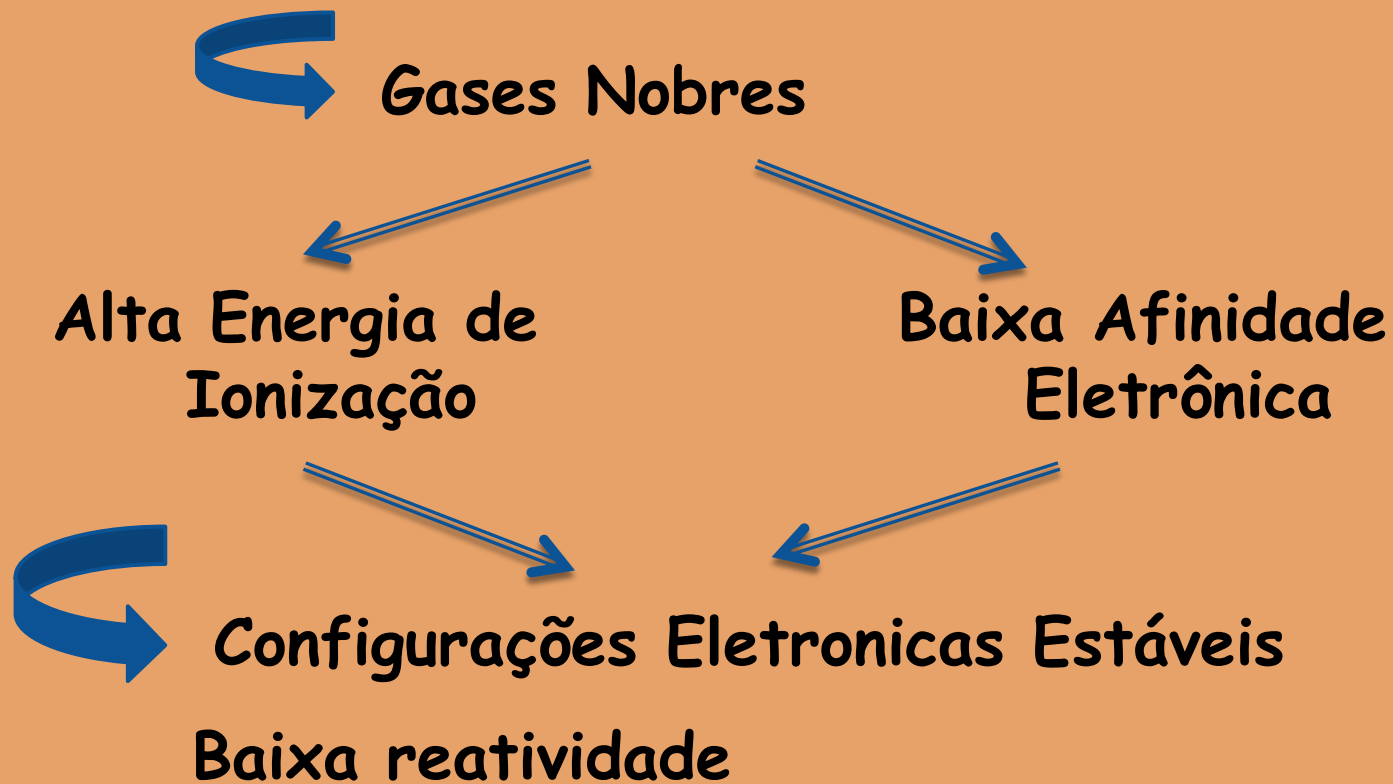 Gases Nobres
Alta Energia de
Ionização
Baixa Afinidade
Eletrônica
Configurações Eletronicas Estáveis
Baixa reatividade